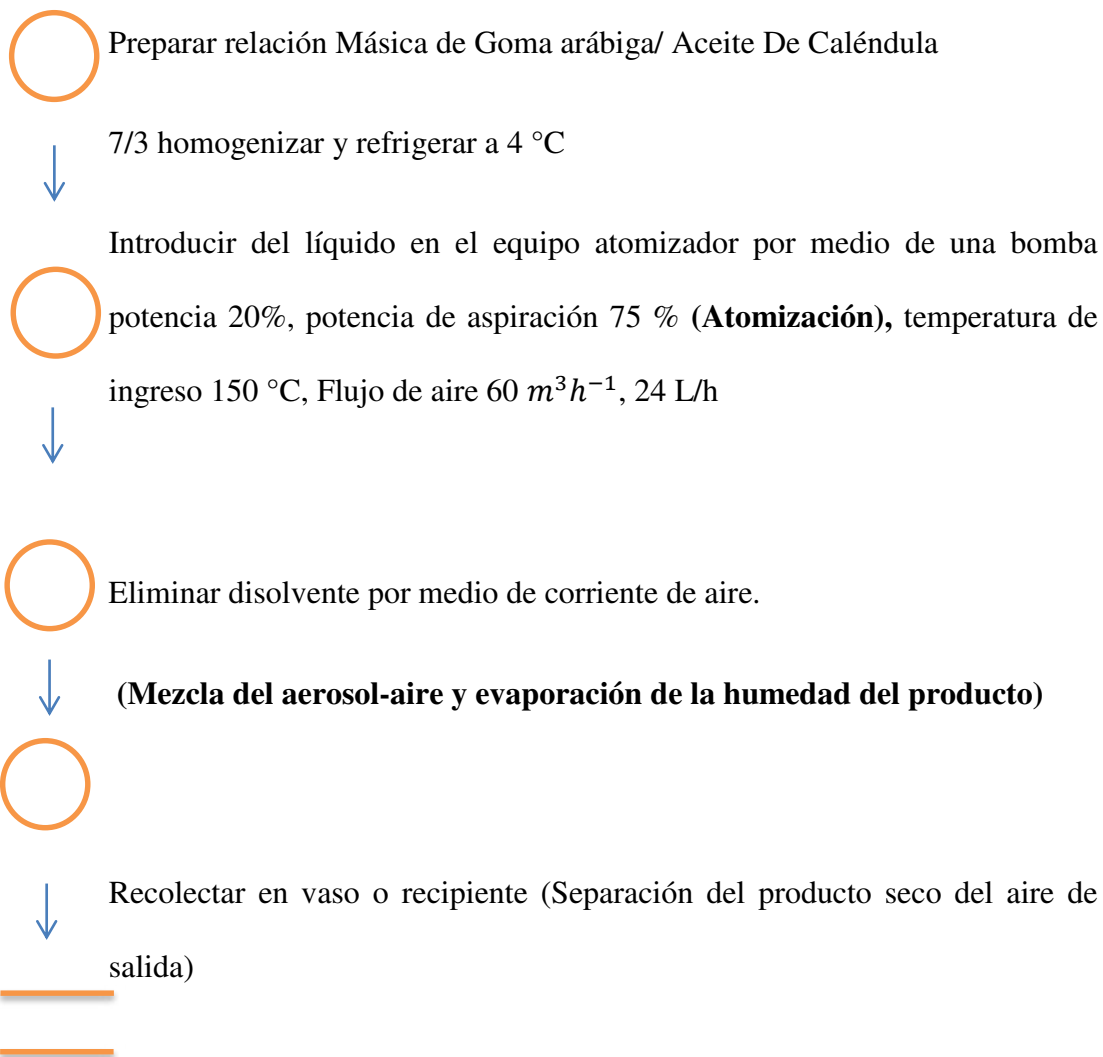 Preparar relación Másica de Goma arábiga/ Aceite De Caléndula
7/3 homogenizar y refrigerar a 4 °C
Introducir del líquido en el equipo atomizador por medio de una bomba
potencia 20%, potencia de aspiración 75 % (Atomización), temperatura de
ingreso 150 °C, Flujo de aire 60 m³h⁻¹, 24 L/h
Eliminar disolvente por medio de corriente de aire.
(Mezcla del aerosol-aire y evaporación de la humedad del producto)
Recolectar en vaso o recipiente (Separación del producto seco del aire de
salida)